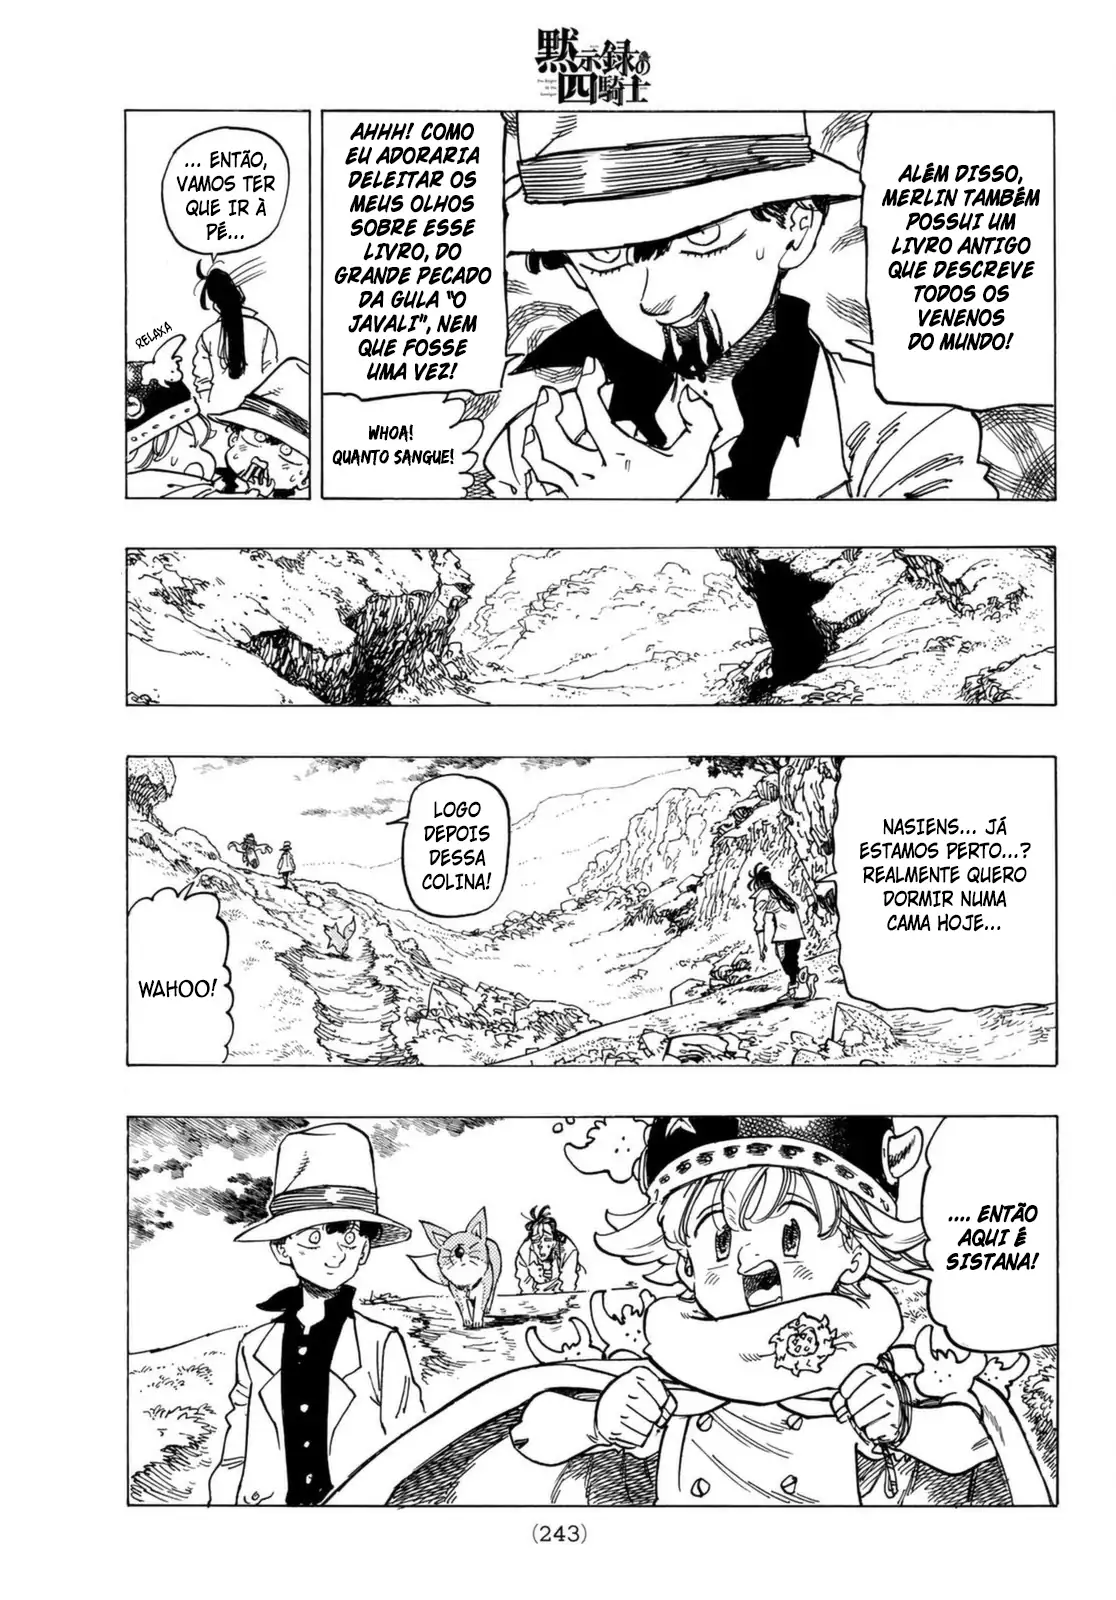 黙示録の
四騎士
ALÉM DISSO,
MERLIN TAMBÉM
POSSUI UM
LIVRO ANTIGO
QUE DESCREVE
TODOS OS
VENENOS
DO MUNDO!
AHHH! COMO
EU ADORARIA
DELEITAR OS
MEUS OLHOS
SOBRE ESSE
LIVRO, DO
GRANDE PECADO
DA GULA "O
JAVALI", NEM
QUE FOSSE
UMA VEZ!
WHOA!
QUANTO SANGUE!
... ENTÃO,
VAMOS TER
QUE IR À
PÉ...
RELAXA
NASIENS... JÁ
ESTAMOS PERTO...?
REALMENTE QUERO
DORMIR NUMA
CAMA HOJE...
LOGO
DEPOIS
DESSA
COLINA!
WAHOO!
.... ENTÃO
AQUI É
SISTANA!
(243)